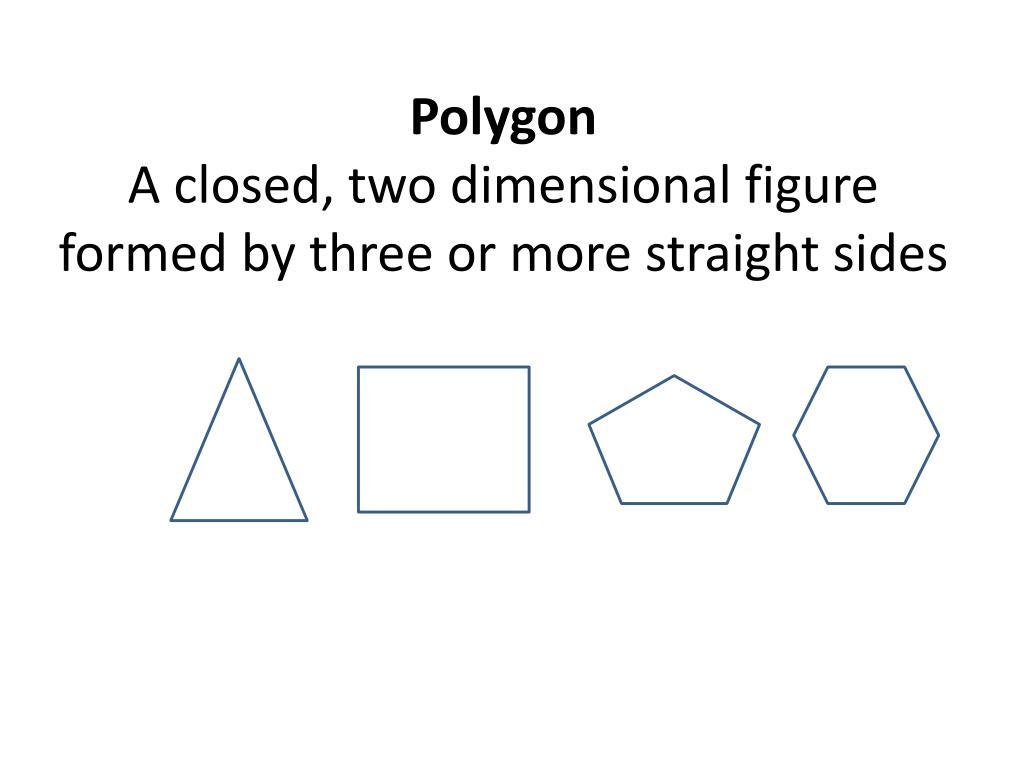 Polygon
A closed, two dimensional figure
formed by three or more straight sides